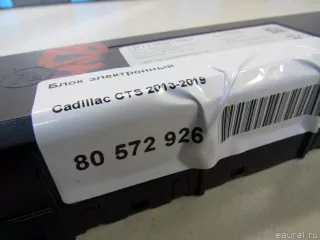 Блок электронный
Cadillac CTS 2013-2019
80 572 926
eaural.ru